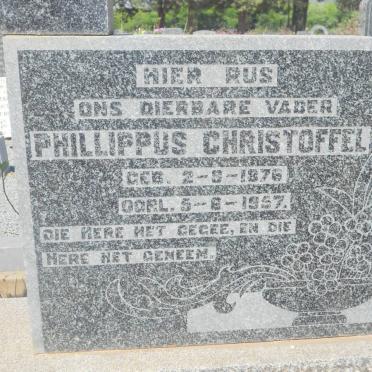 HIER RUS
ONS DIERBARE VADER
PHILLIPPUS CHRISTOFFEL
GEB. 2-9-1876
OORL. 5-6-1957.
DIE HERE HET GEGEE, EN DIE
HERE HET GENEEM.